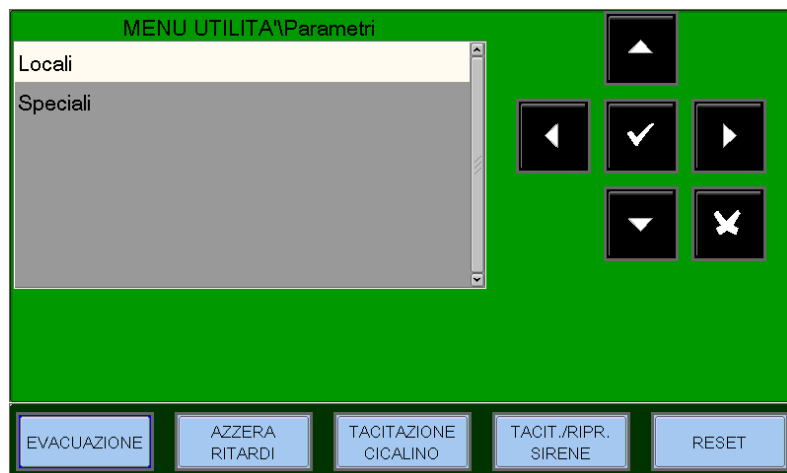 MENU UTILITA'\Parametri
Locali
Speciali
EVACUAZIONE
AZZERA
RITARDI
TACITAZIONE
CICALINO
TACIT./RIPR.
SIRENE
RESET